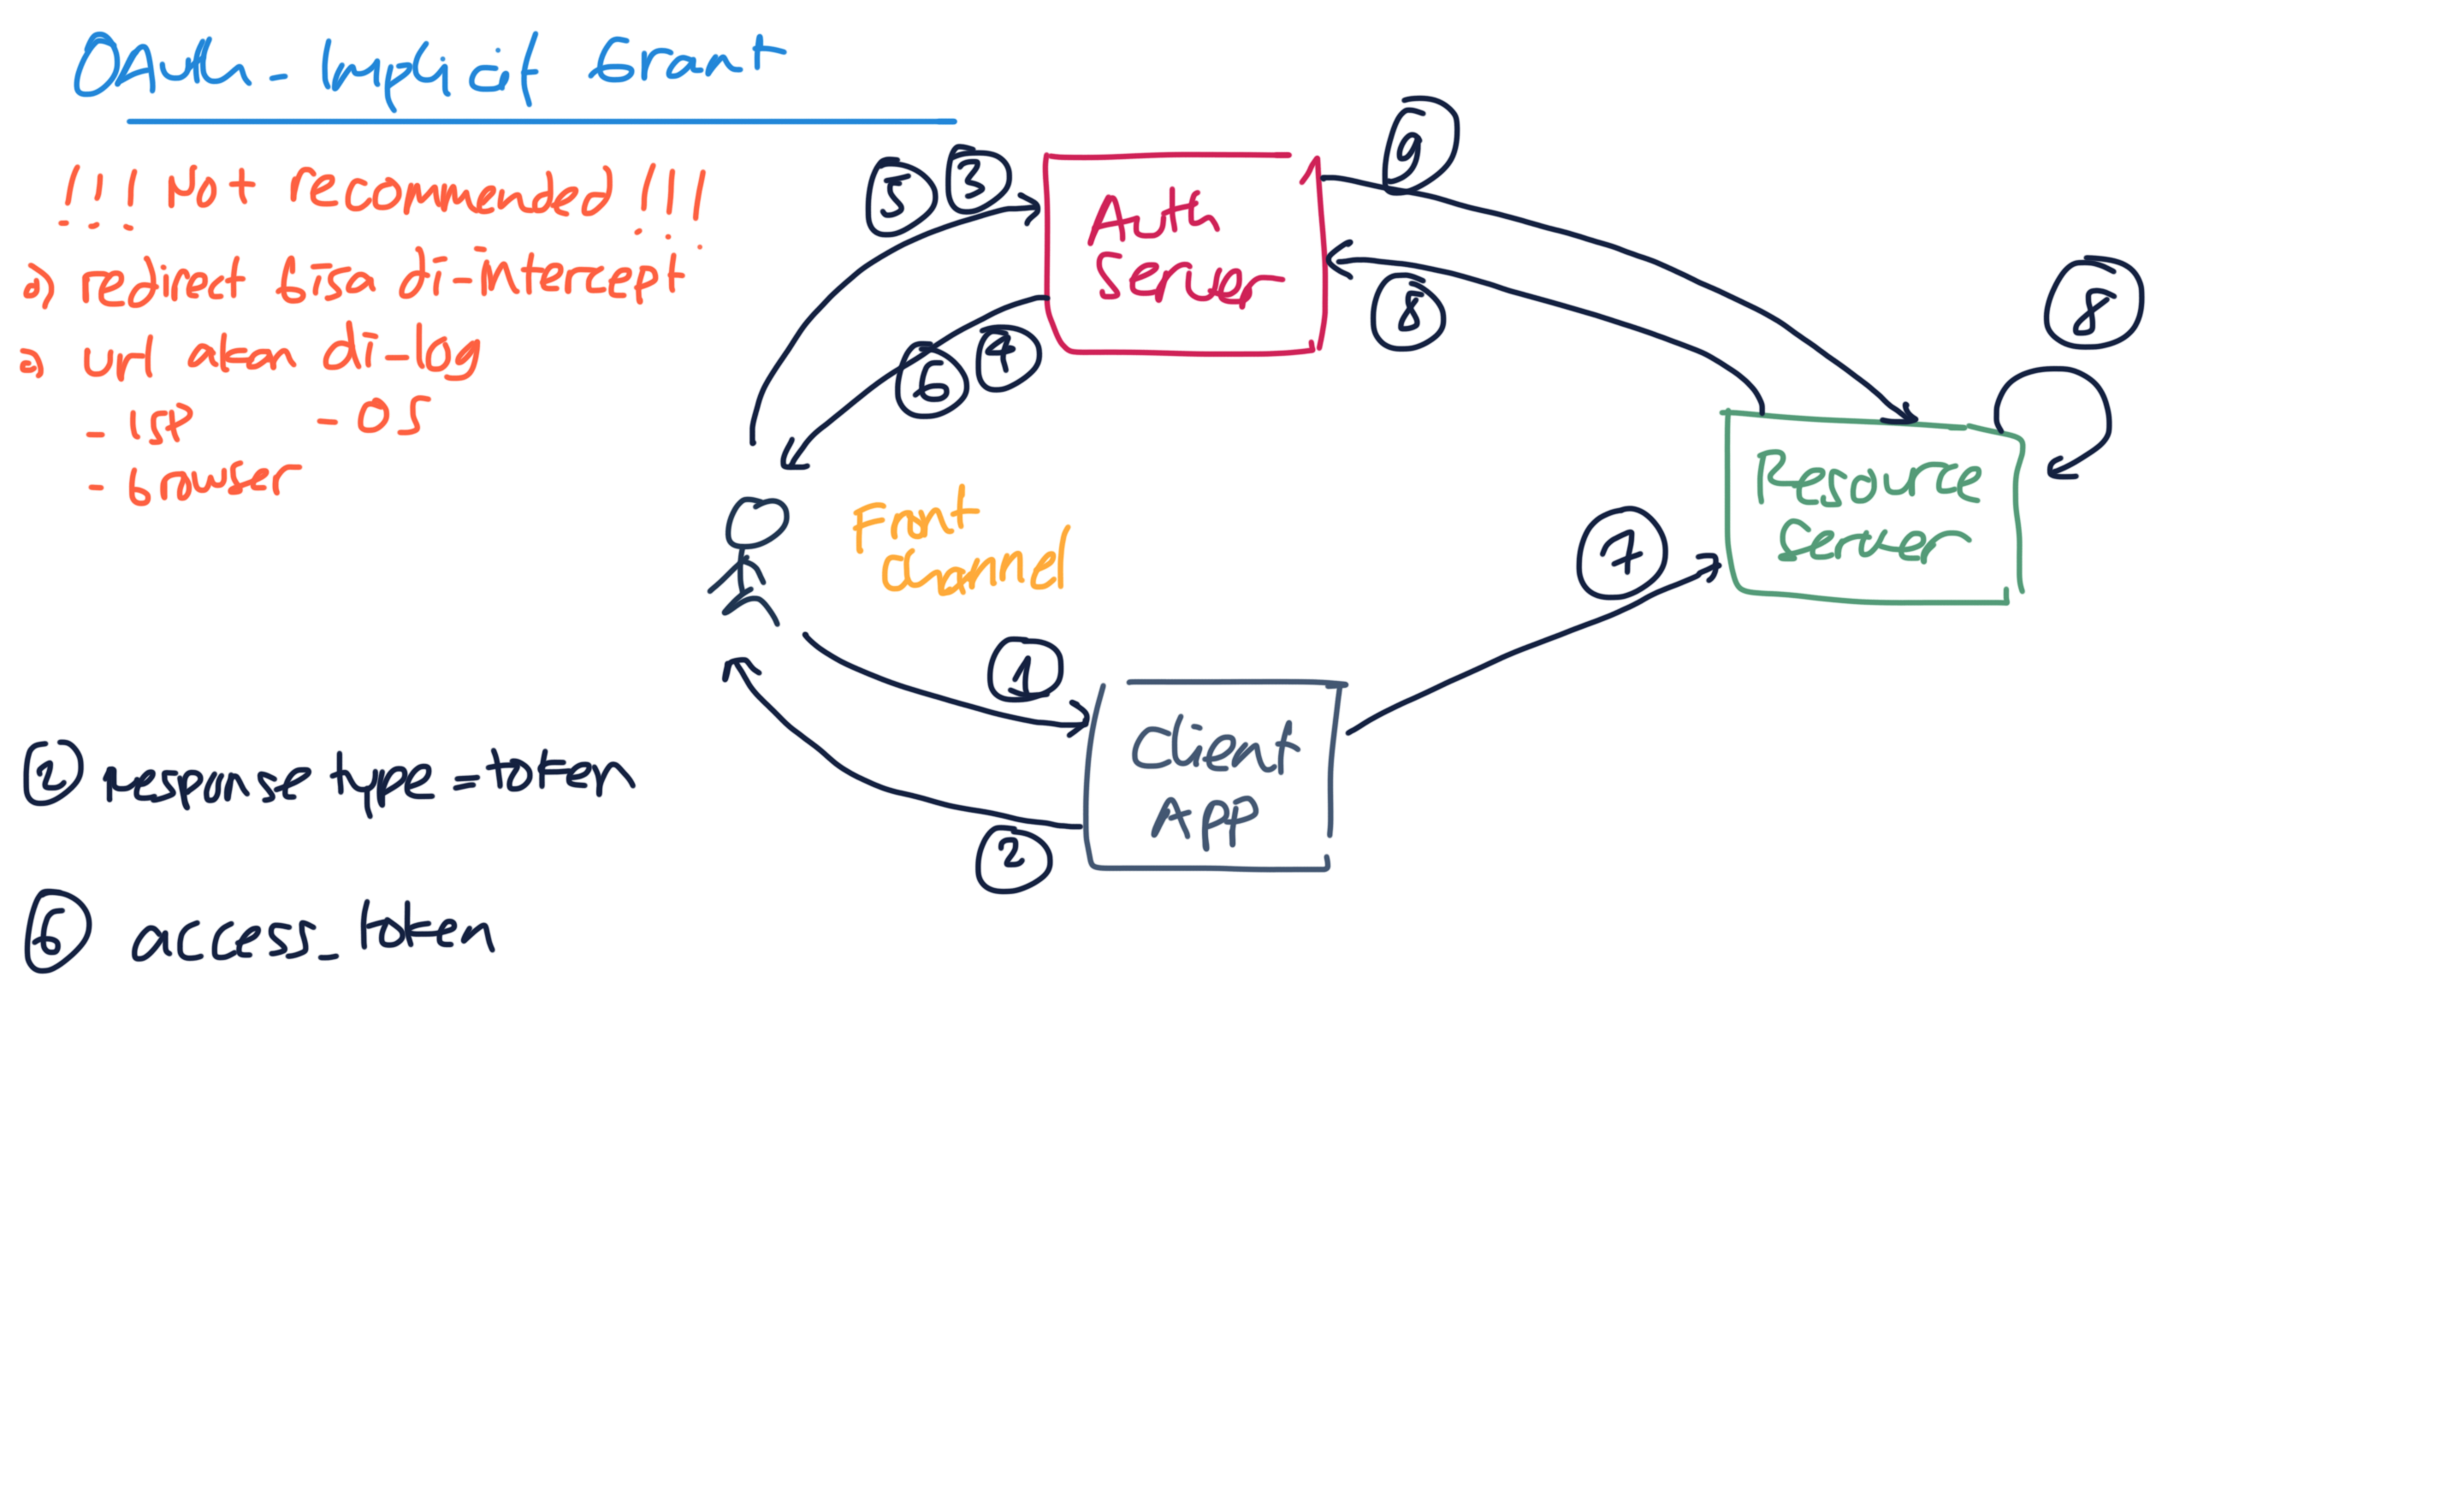 OAuth - Implicit Grant
!!! Not recommended !!!
a) redirect bisa di-intercept
a) url akan di-log
- ISP - OS
- browser
5 3
Auth
Server
9
8
8
6 4
Front
Channel
Resource
Server
7
1
2
Client
App
2 response type = token
6 access_token